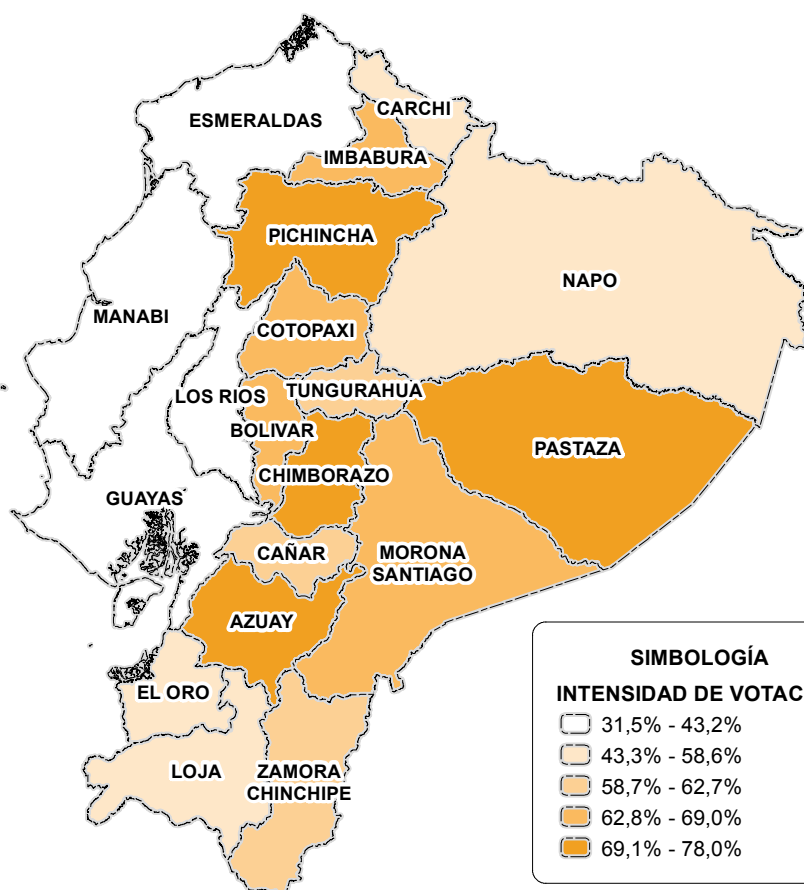 CARCHI
ESMERALDAS
IMBABURA
PICHINCHA
NAPO
MANABI
COTOPAXI
LOS RIOS
TUNGURAHUA
BOLIVAR
PASTAZA
CHIMBORAZO
GUAYAS
CAÑAR
MORONA
SANTIAGO
AZUAY
EL ORO
LOJA
ZAMORA
CHINCHIPE
SIMBOLOGÍA
INTENSIDAD DE VOTAC
31,5% - 43,2%
43,3% - 58,6%
58,7% - 62,7%
62,8% - 69,0%
69,1% - 78,0%